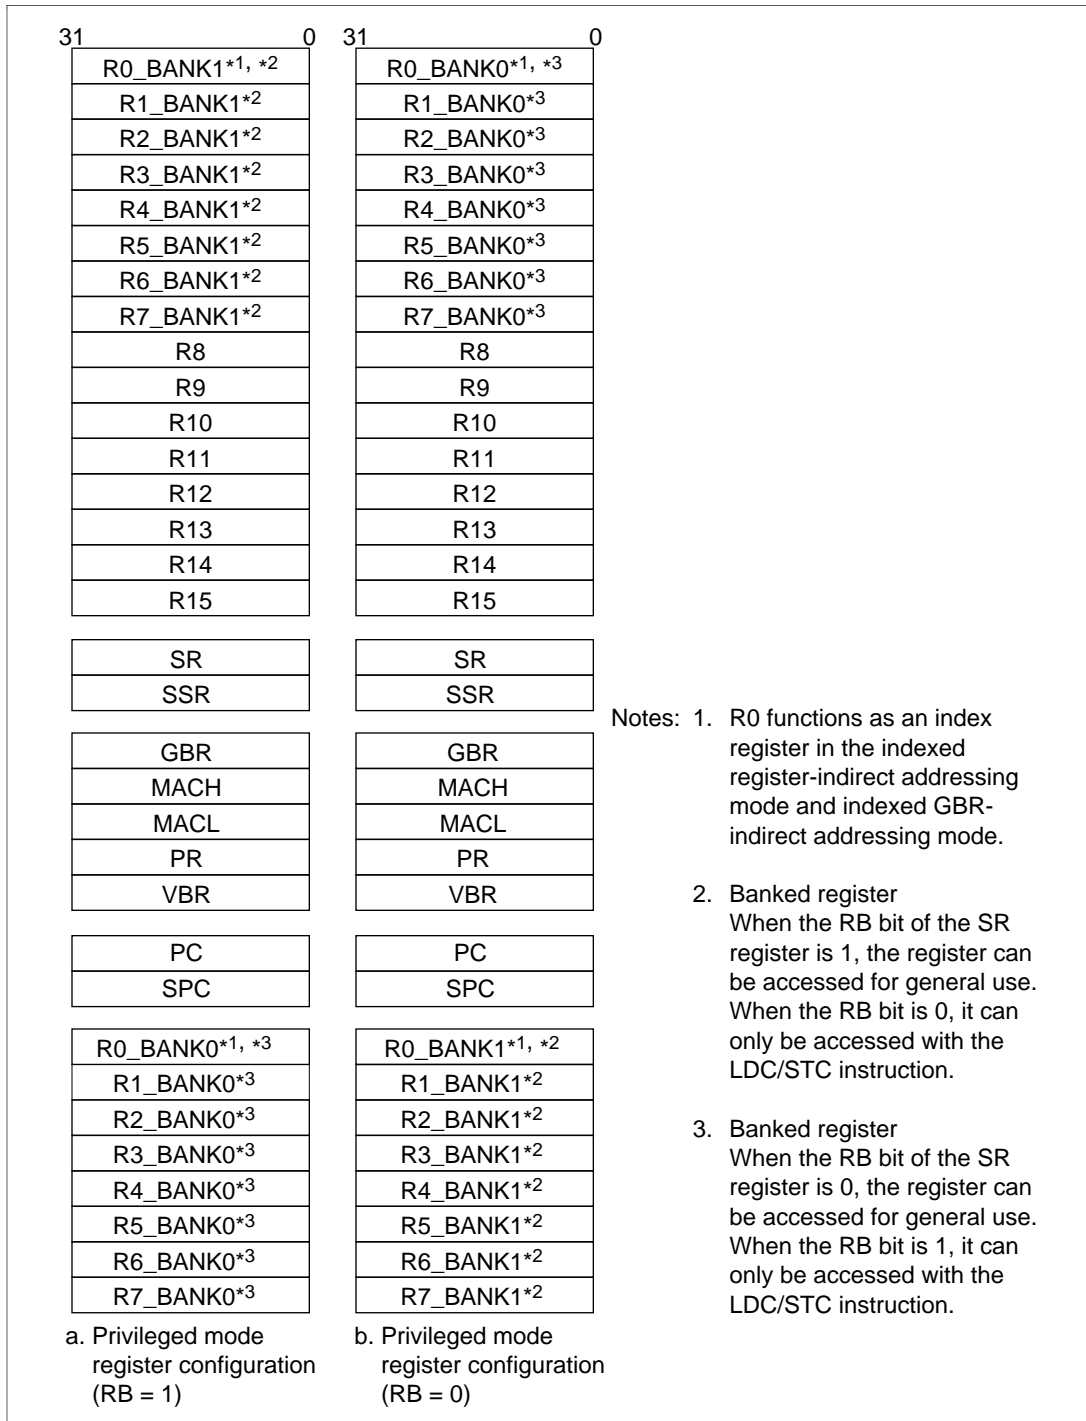 31 0
R0_BANK1*1, *2
R1_BANK1*2
R2_BANK1*2
R3_BANK1*2
R4_BANK1*2
R5_BANK1*2
R6_BANK1*2
R7_BANK1*2
R8
R9
R10
R11
R12
R13
R14
R15
SR
SSR
GBR
MACH
MACL
PR
VBR
PC
SPC
R0_BANK0*1, *3
R1_BANK0*3
R2_BANK0*3
R3_BANK0*3
R4_BANK0*3
R5_BANK0*3
R6_BANK0*3
R7_BANK0*3
a. Privileged mode
register configuration
(RB = 1)
31 0
R0_BANK0*1, *3
R1_BANK0*3
R2_BANK0*3
R3_BANK0*3
R4_BANK0*3
R5_BANK0*3
R6_BANK0*3
R7_BANK0*3
R8
R9
R10
R11
R12
R13
R14
R15
SR
SSR
GBR
MACH
MACL
PR
VBR
PC
SPC
R0_BANK1*1, *2
R1_BANK1*2
R2_BANK1*2
R3_BANK1*2
R4_BANK1*2
R5_BANK1*2
R6_BANK1*2
R7_BANK1*2
b. Privileged mode
register configuration
(RB = 0)
Notes: 1. R0 functions as an index
register in the indexed
register-indirect addressing
mode and indexed GBR-
indirect addressing mode.
2. Banked register
When the RB bit of the SR
register is 1, the register can
be accessed for general use.
When the RB bit is 0, it can
only be accessed with the
LDC/STC instruction.
3. Banked register
When the RB bit of the SR
register is 0, the register can
be accessed for general use.
When the RB bit is 1, it can
only be accessed with the
LDC/STC instruction.